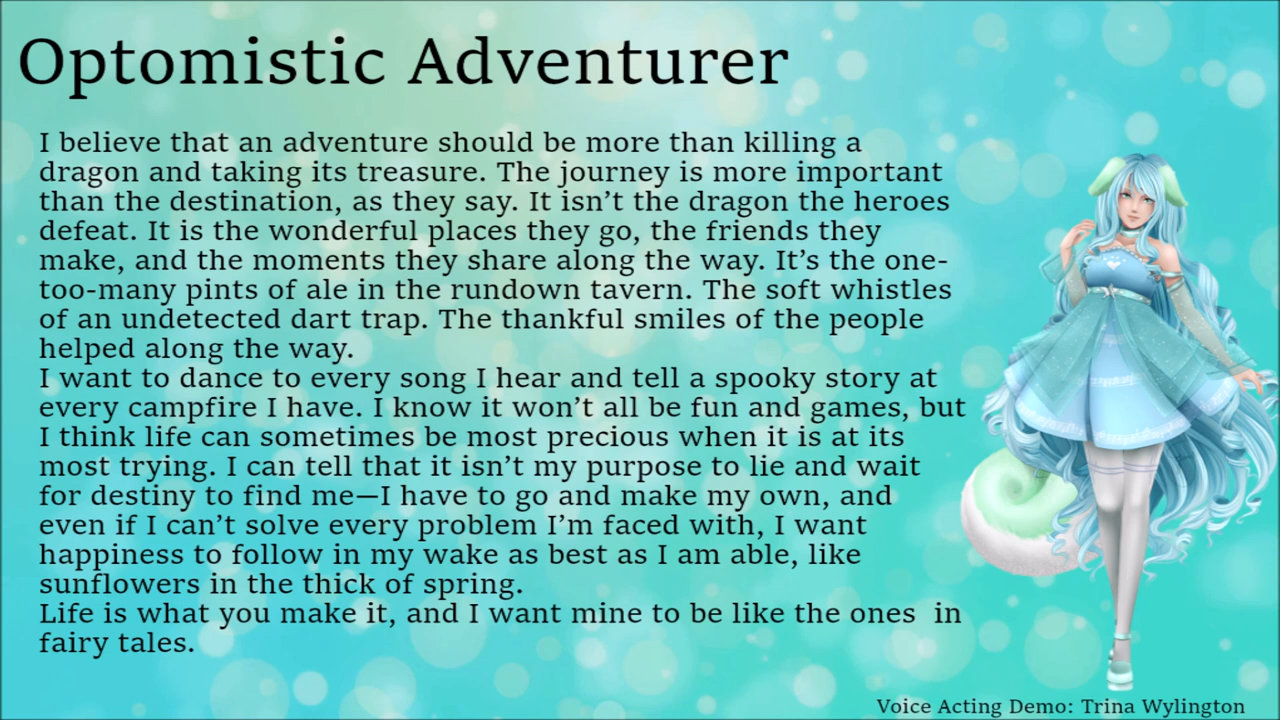 Optomistic Adventurer
I believe that an adventure should be more than killing a
dragon and taking its treasure. The journey is more important
than the destination, as they say. It isn’t the dragon the heroes
defeat. It is the wonderful places they go, the friends they
make, and the moments they share along the way. It’s the one-
too-many pints of ale in the rundown tavern. The soft whistles
of an undetected dart trap. The thankful smiles of the people
helped along the way.
I want to dance to every song I hear and tell a spooky story at
every campfire I have. I know it won’t all be fun and games, but
I think life can sometimes be most precious when it is at its
most trying. I can tell that it isn’t my purpose to lie and wait
for destiny to find me—I have to go and make my own, and
even if I can’t solve every problem I’m faced with, I want
happiness to follow in my wake as best as I am able, like
sunflowers in the thick of spring.
Life is what you make it, and I want mine to be like the ones  in
fairy tales.
Voice Acting Demo: Trina Wylington